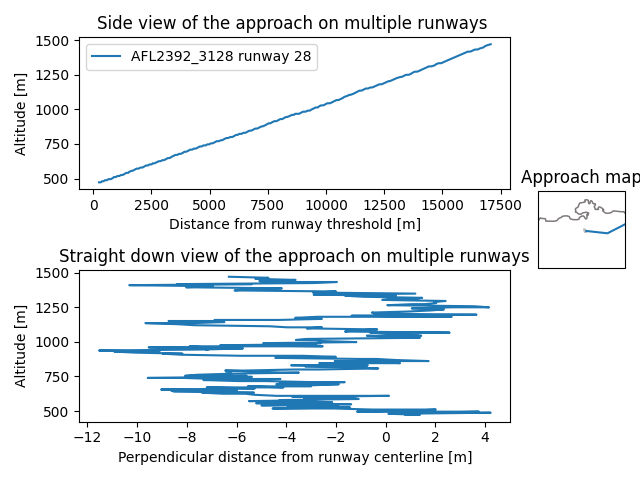 Side view of the approach on multiple runways
1500
1250
1000
750
500
Altitude [m]
AFL2392_3128 runway 28
0 2500 5000 7500 10000 12500 15000 17500
Distance from runway threshold [m]
Approach map
Straight down view of the approach on multiple runways
1500
1250
1000
750
500
Altitude [m]
−12 −10 −8 −6 −4 −2 0 2 4
Perpendicular distance from runway centerline [m]